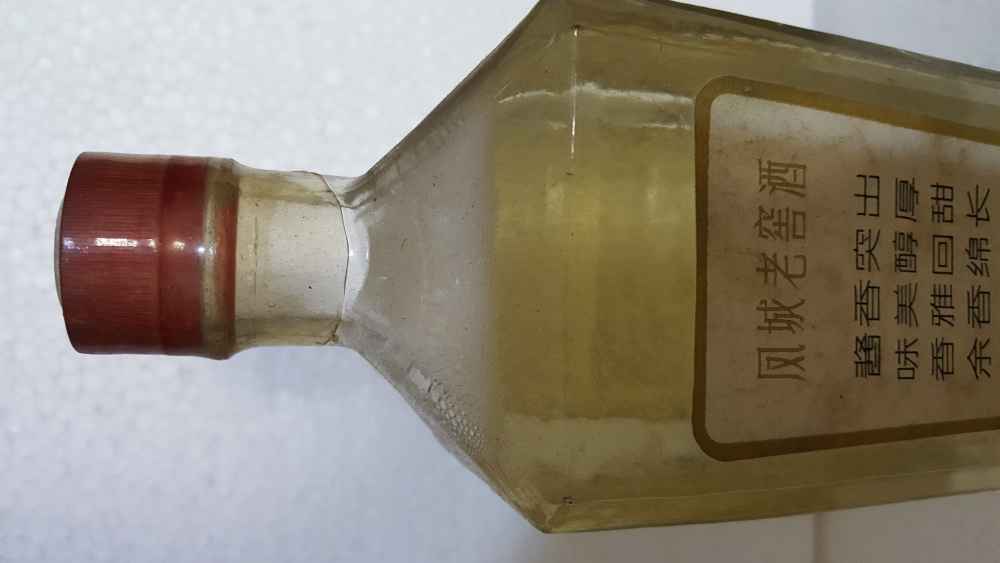 凤城老窖酒
酱香突出
味美醇厚
香雅回甜
余香绵长